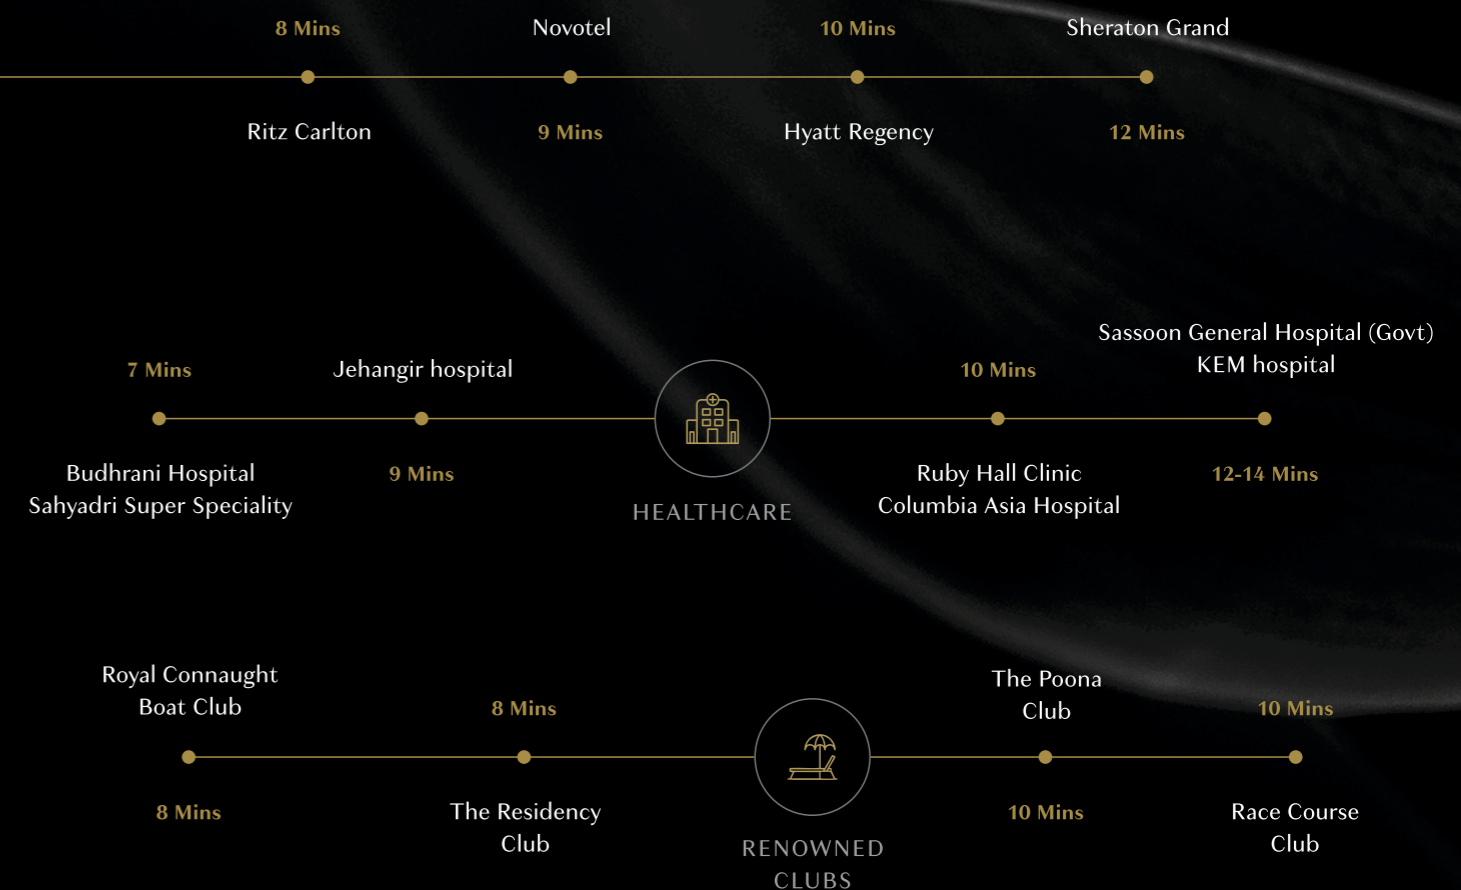 8 Mins
Novotel
10 Mins
Sheraton Grand
Ritz Carlton
9 Mins
Hyatt Regency
12 Mins
7 Mins
Jehangir hospital
10 Mins
Sassoon General Hospital (Govt)
KEM hospital
Budhrani Hospital
Sahyadri Super Speciality
9 Mins
HEALTHCARE
Ruby Hall Clinic
Columbia Asia Hospital
12-14 Mins
Royal Connaught
Boat Club
8 Mins
The Poona
Club
10 Mins
8 Mins
The Residency
Club
RENOWNED
CLUBS
10 Mins
Race Course
Club